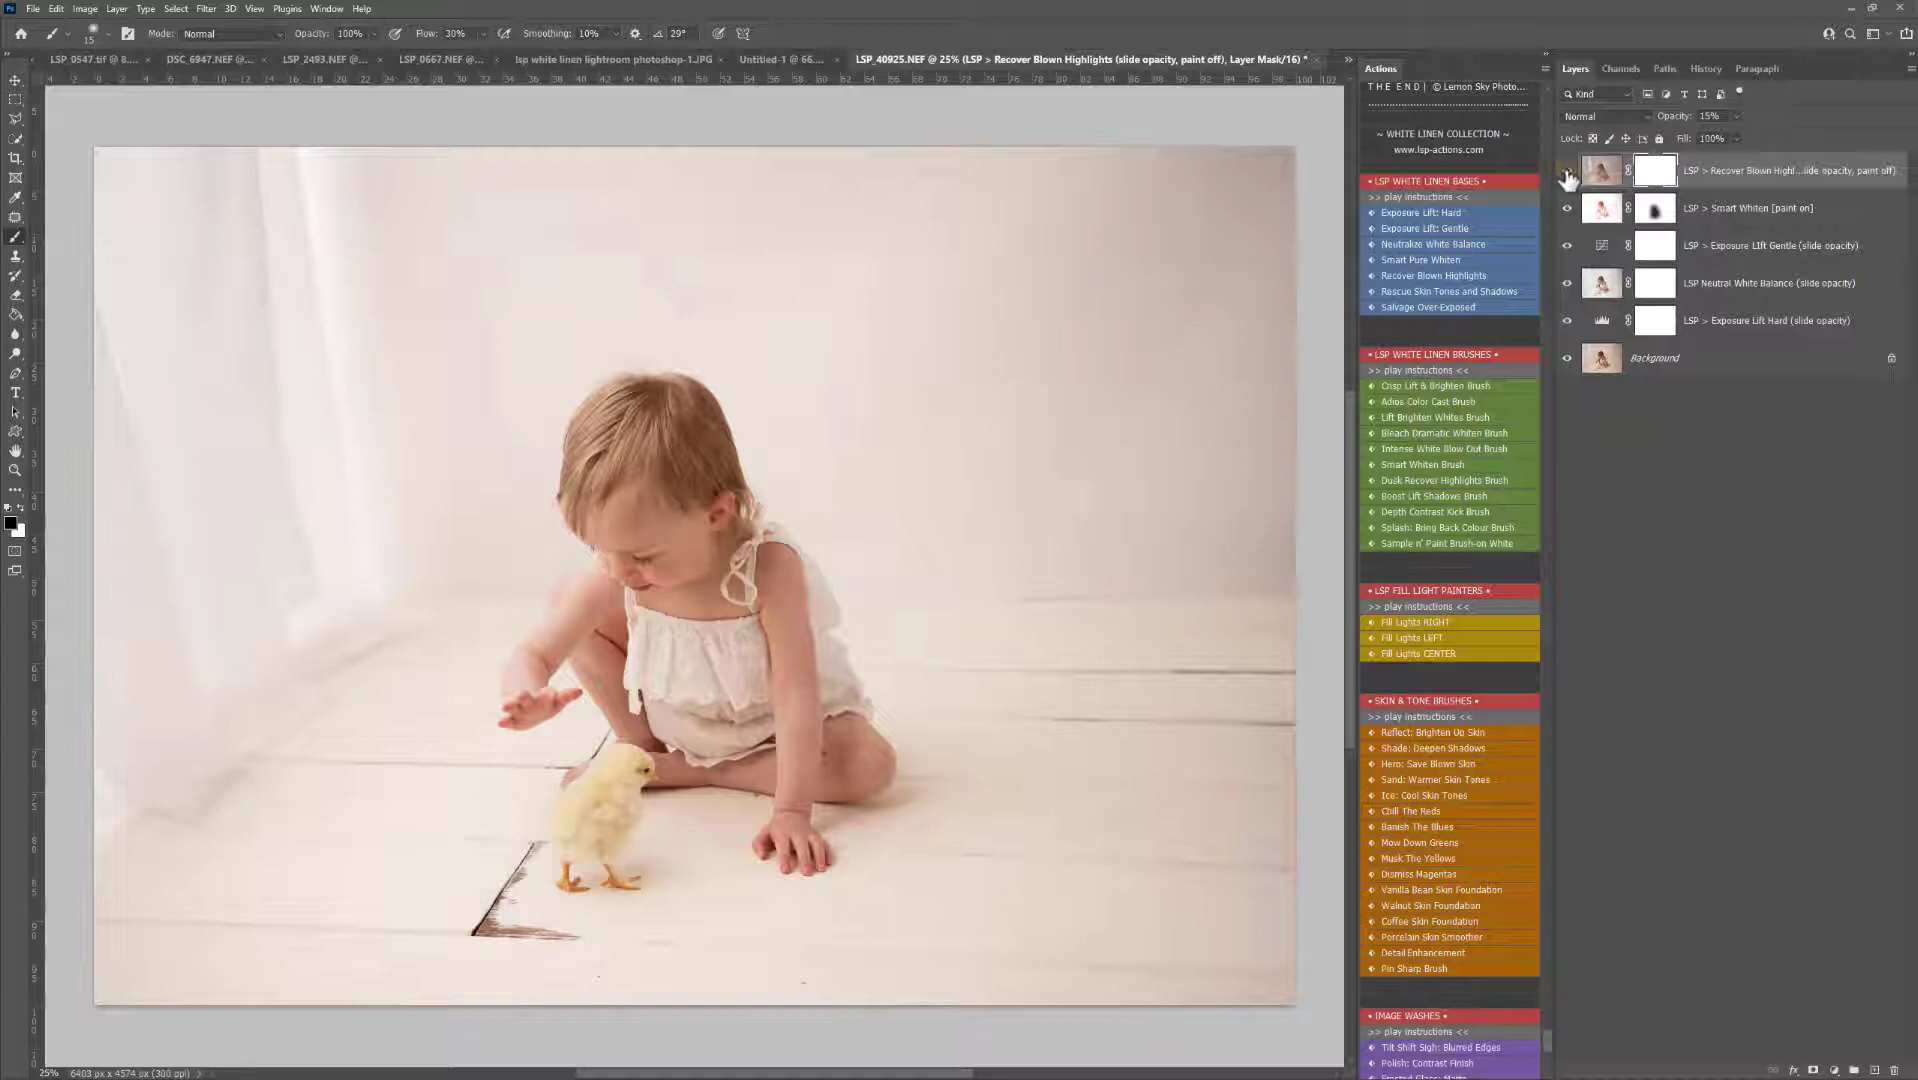 File Edit Image Layer Type Select Filter 3D View Plugins Window Help
15 Mode: Normal Opacity: 100% Flow: 30% Smoothing: 10% 29°
LSP_0547.tif @ 8.... × DSC_6947.NEF @... × LSP_2493.NEF @... × LSP_0667.NEF @... × lsp white linen lightroom photoshop-1.JPG × Untitled-1 @ 66.... × LSP_40925.NEF @ 25% (LSP > Recover Blown Highlights (slide opacity, paint off), Layer Mask/16) * ×
Actions
T H E  E N D | © Lemon Sky Photo...
~ WHITE LINEN COLLECTION ~
www.lsp-actions.com
• LSP WHITE LINEN BASES •
>> play instructions <<
Exposure Lift: Hard
Exposure Lift: Gentle
Neutralize White Balance
Smart Pure Whiten
Recover Blown Highlights
Rescue Skin Tones and Shadows
Salvage Over-Exposed
• LSP WHITE LINEN BRUSHES •
>> play instructions <<
Crisp Lift & Brighten Brush
Adios Color Cast Brush
Lift Brighten Whites Brush
Bleach Dramatic Whiten Brush
Intense White Blow Out Brush
Smart Whiten Brush
Dusk Recover Highlights Brush
Boost Lift Shadows Brush
Depth Contrast Kick Brush
Splash: Bring Back Colour Brush
Sample n' Paint Brush-on White
• LSP FILL LIGHT PAINTERS •
>> play instructions <<
Fill Lights RIGHT
Fill Lights LEFT
Fill Lights CENTER
• SKIN & TONE BRUSHES •
>> play instructions <<
Reflect: Brighten Up Skin
Shade: Deepen Shadows
Hero: Save Blown Skin
Sand: Warmer Skin Tones
Ice: Cool Skin Tones
Chill The Reds
Banish The Blues
Mow Down Greens
Musk The Yellows
Dismiss Magentas
Vanilla Bean Skin Foundation
Walnut Skin Foundation
Coffee Skin Foundation
Porcelain Skin Smoother
Detail Enhancement
Pin Sharp Brush
• IMAGE WASHES •
>> play instructions <<
Tilt Shift Sigh: Blurred Edges
Polish: Contrast Finish
Layers Channels Paths History Paragraph
Kind
Normal Opacity: 15%
Lock: Fill: 100%
LSP > Recover Blown Highl...lide opacity, paint off)
LSP > Smart Whiten [paint on]
LSP > Exposure LIft Gentle (slide opacity)
LSP Neutral White Balance (slide opacity)
LSP > Exposure Lift Hard (slide opacity)
Background
25% 6403 px x 4574 px (300 ppi)